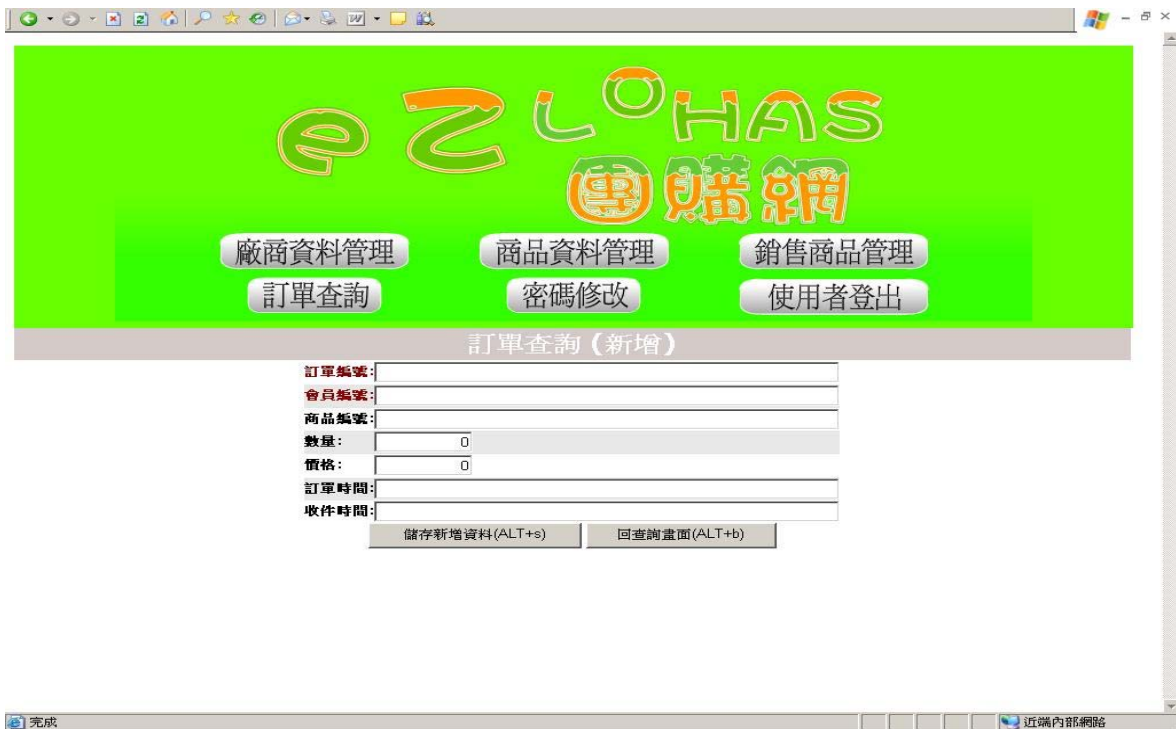 eZ LOHAS
團購網
廠商資料管理 商品資料管理 銷售商品管理
訂單查詢 密碼修改 使用者登出
訂單查詢(新增)
訂單編號:
會員編號:
商品編號:
數量: 0
價格: 0
訂單時間:
收件時間:
儲存新增資料(ALT+s) 回查詢畫面(ALT+b)
完成 近端內部網路